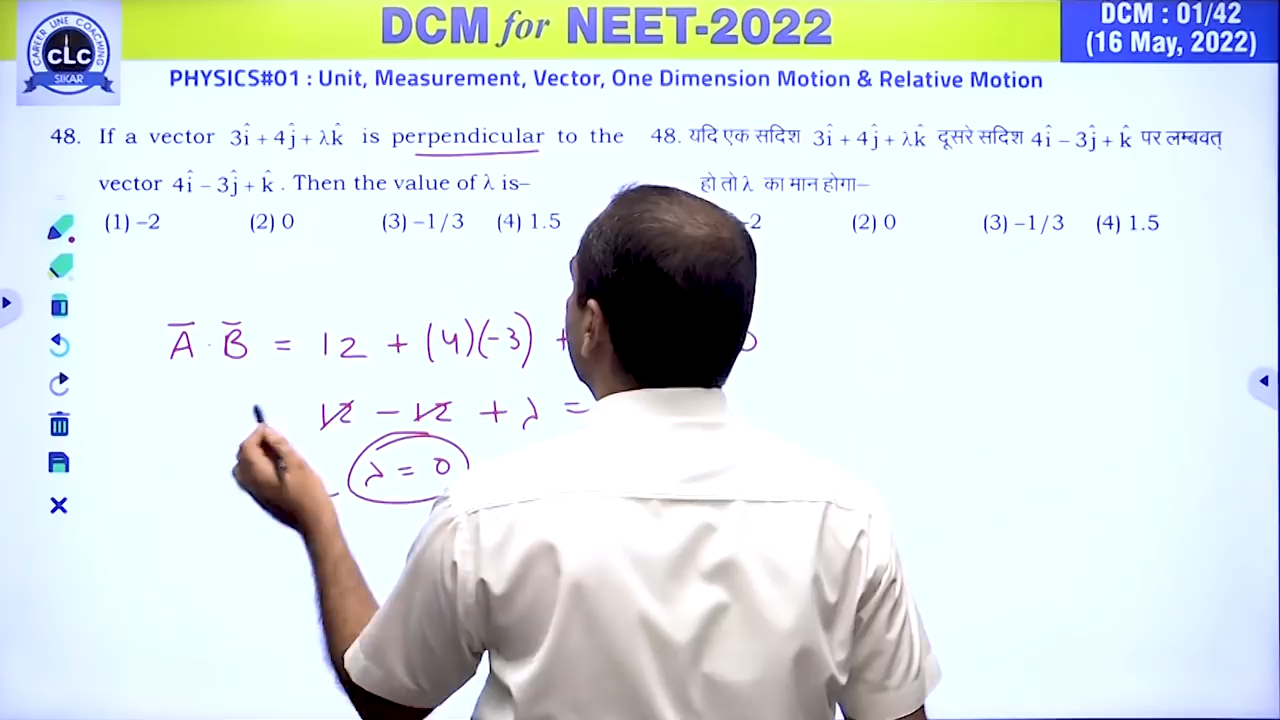 CAREER LINE COACHING
CLC
SIKAR
DCM for NEET-2022
DCM : 01/42
(16 May, 2022)
PHYSICS#01 : Unit, Measurement, Vector, One Dimension Motion & Relative Motion
48. If a vector 3î + 4ĵ + λk̂ is perpendicular to the
vector 4î − 3ĵ + k̂ . Then the value of λ is–
(1) –2 (2) 0 (3) –1/3 (4) 1.5
48. यदि एक सदिश 3î + 4ĵ + λk̂ दूसरे सदिश 4î − 3ĵ + k̂ पर लम्बवत्
हो तो λ का मान होगा–
-2 (2) 0 (3) –1/3 (4) 1.5
A̅ · B̅ = 12 + (4)(-3) +
12 − 12 + λ =
λ = 0